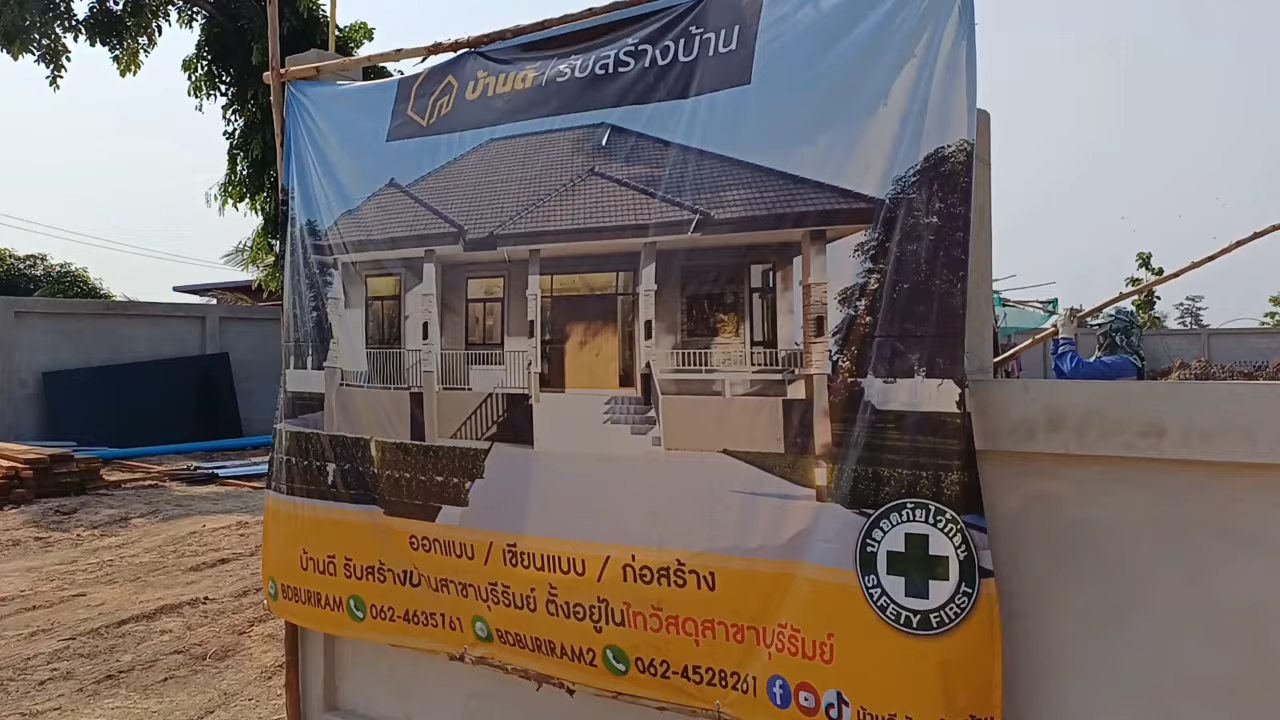 บ้านดี / รับสร้างบ้าน
ออกแบบ / เขียนแบบ / ก่อสร้าง
บ้านดี รับสร้างบ้านสาขาบุรีรัมย์ ตั้งอยู่ในไทวัสดุสาขาบุรีรัมย์
BDBURIRAM 062-4635761 BDBURIRAM2 062-4528261
ปลอดภัยไว้ก่อน
SAFETY FIRST